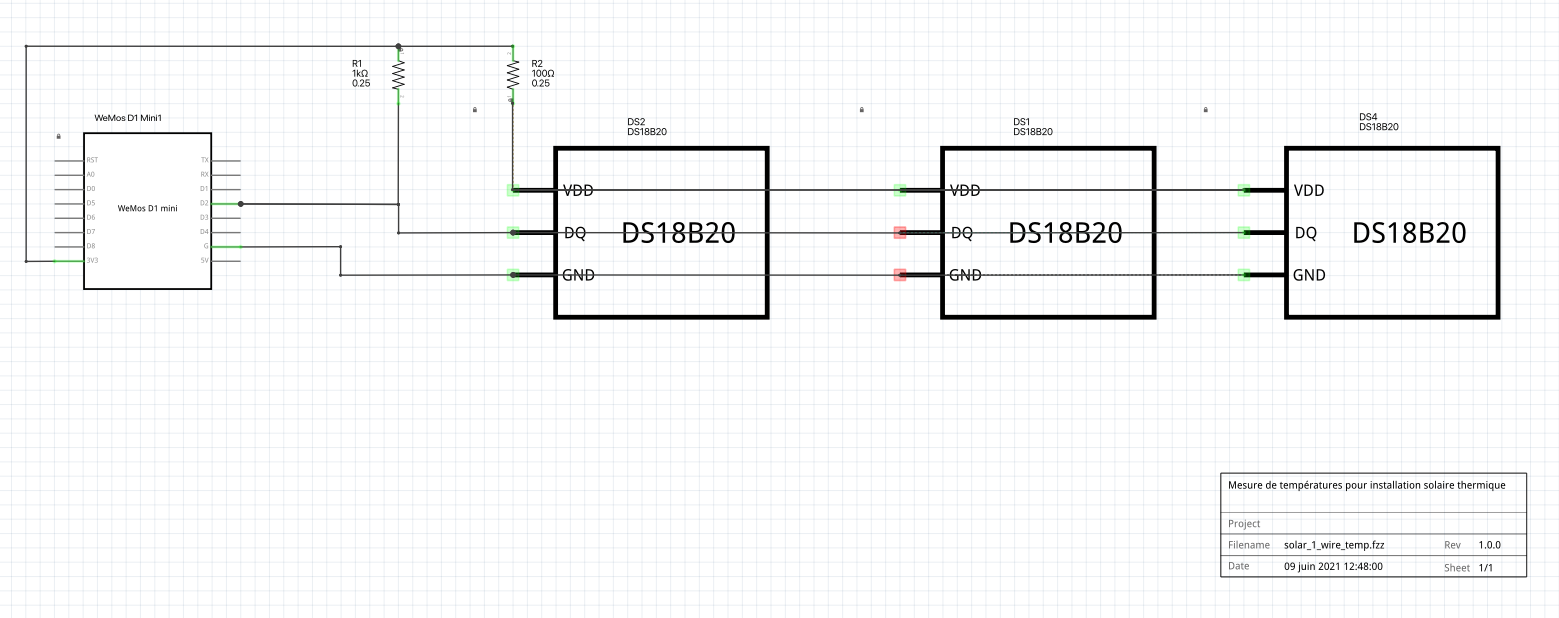 R1
1kΩ
0.25
R2
100Ω
0.25
WeMos D1 Mini1
RST
A0
D0
D5
D6
D7
D8
3V3
WeMos D1 mini
TX
RX
D1
D2
D3
D4
G
5V
DS2
DS18B20
VDD
DQ
GND
DS18B20
DS1
DS18B20
VDD
DQ
GND
DS18B20
DS4
DS18B20
VDD
DQ
GND
DS18B20
Mesure de températures pour installation solaire thermique
Project
Filename solar_1_wire_temp.fzz Rev 1.0.0
Date 09 juin 2021 12:48:00 Sheet 1/1